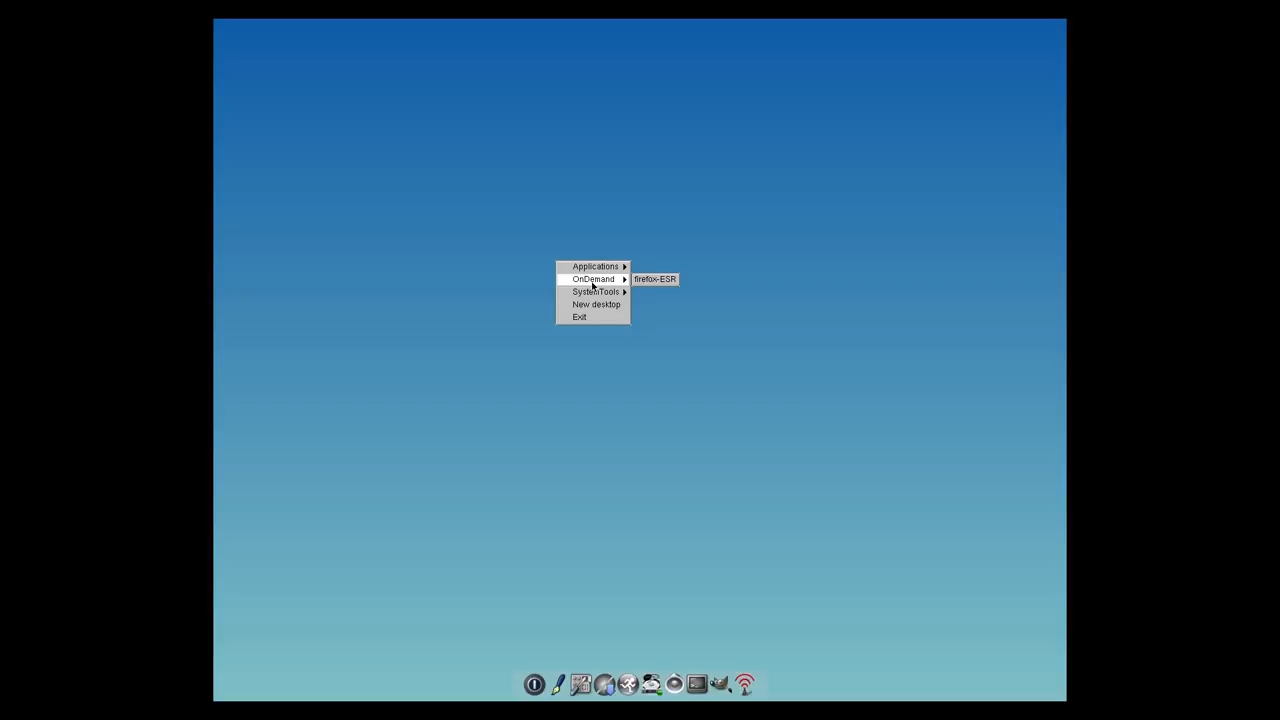 Applications
OnDemand
firefox-ESR
SystemTools
New desktop
Exit